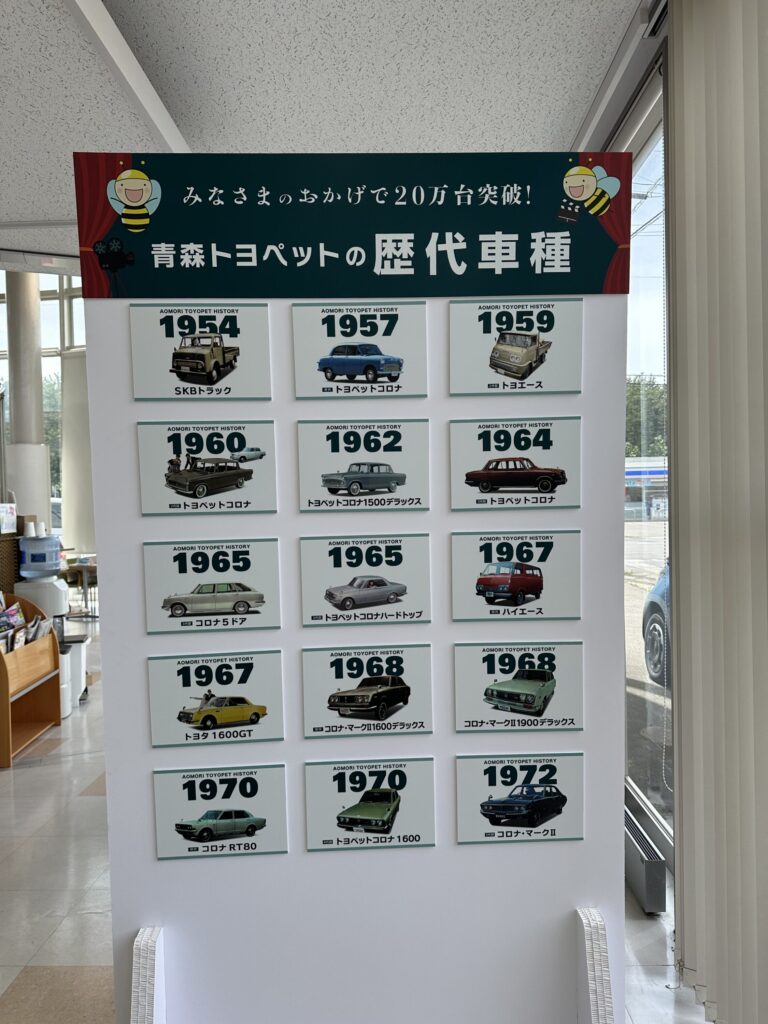 みなさまのおかげで20万台突破!
青森トヨペットの歴代車種
AOMORI TOYOPET HISTORY
1954
SKBトラック
AOMORI TOYOPET HISTORY
1957
トヨペットコロナ
AOMORI TOYOPET HISTORY
1959
トヨエース
AOMORI TOYOPET HISTORY
1960
トヨペットコロナ
AOMORI TOYOPET HISTORY
1962
トヨペットコロナ1500デラックス
AOMORI TOYOPET HISTORY
1964
トヨペットコロナ
AOMORI TOYOPET HISTORY
1965
コロナ5ドア
AOMORI TOYOPET HISTORY
1965
トヨペットコロナハードトップ
AOMORI TOYOPET HISTORY
1967
ハイエース
AOMORI TOYOPET HISTORY
1967
トヨタ1600GT
AOMORI TOYOPET HISTORY
1968
コロナ・マークⅡ1600デラックス
AOMORI TOYOPET HISTORY
1968
コロナ・マークⅡ1900デラックス
AOMORI TOYOPET HISTORY
1970
コロナ RT80
AOMORI TOYOPET HISTORY
1970
トヨペットコロナ 1600
AOMORI TOYOPET HISTORY
1972
コロナ・マークⅡ